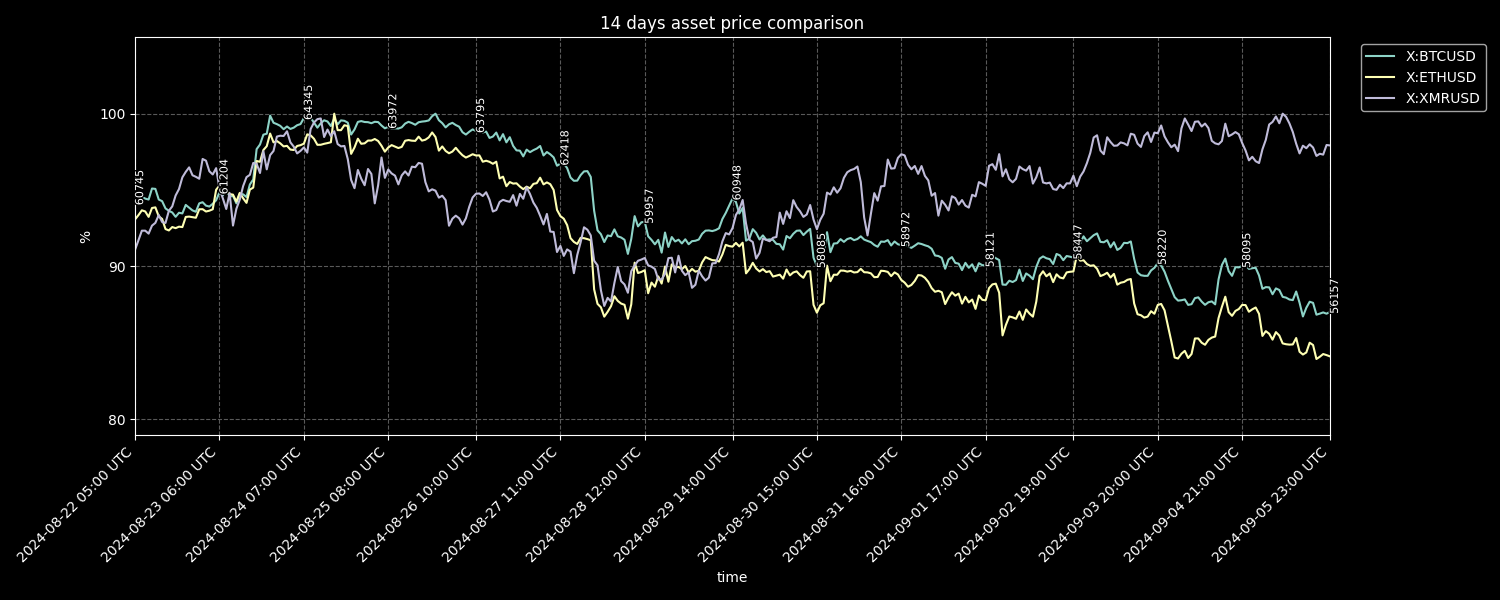 14 days asset price comparison
X:BTCUSD
X:ETHUSD
X:XMRUSD
100
90
80
%
60745
61204
64345
63972
63795
62418
59957
60948
58085
58972
58121
58447
58220
58095
56157
2024-08-22 05:00 UTC
2024-08-23 06:00 UTC
2024-08-24 07:00 UTC
2024-08-25 08:00 UTC
2024-08-26 10:00 UTC
2024-08-27 11:00 UTC
2024-08-28 12:00 UTC
2024-08-29 14:00 UTC
2024-08-30 15:00 UTC
2024-08-31 16:00 UTC
2024-09-01 17:00 UTC
2024-09-02 19:00 UTC
2024-09-03 20:00 UTC
2024-09-04 21:00 UTC
2024-09-05 23:00 UTC
time